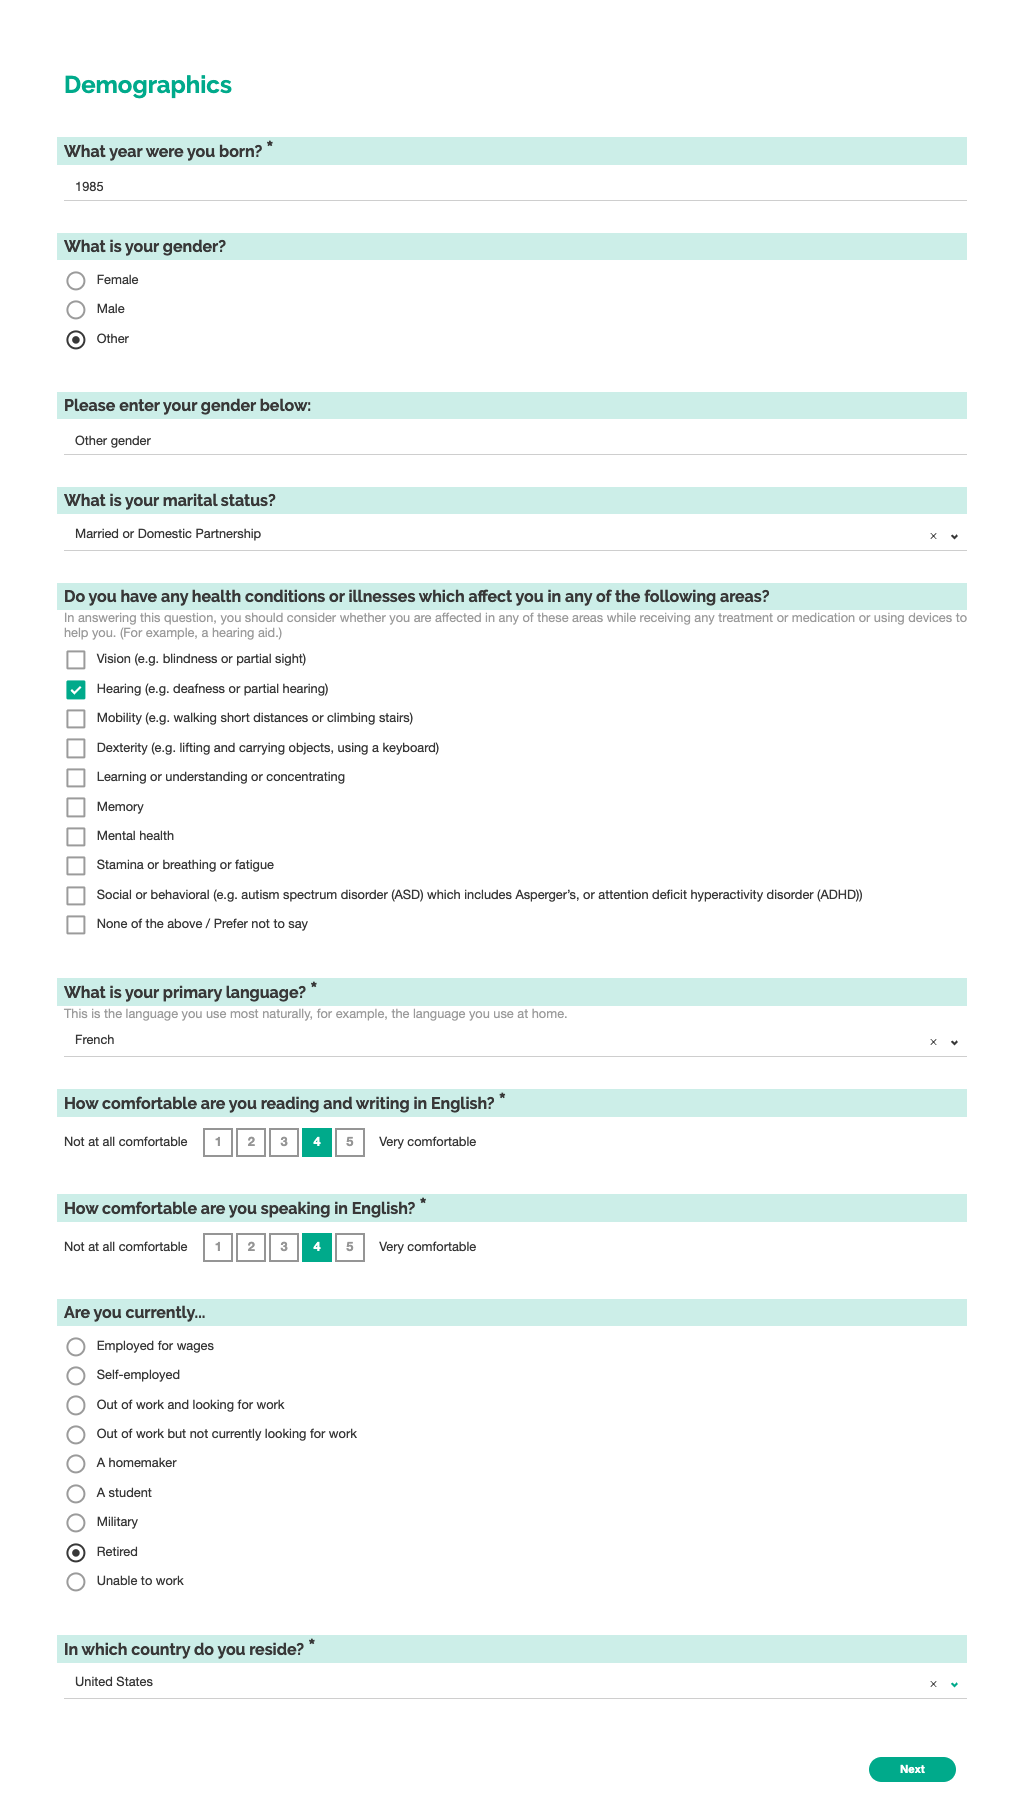 Demographics
What year were you born? *
1985
What is your gender?
Female
Male
Other
Please enter your gender below:
Other gender
What is your marital status?
Married or Domestic Partnership
Do you have any health conditions or illnesses which affect you in any of the following areas?
In answering this question, you should consider whether you are affected in any of these areas while receiving any treatment or medication or using devices to
help you. (For example, a hearing aid.)
Vision (e.g. blindness or partial sight)
Hearing (e.g. deafness or partial hearing)
Mobility (e.g. walking short distances or climbing stairs)
Dexterity (e.g. lifting and carrying objects, using a keyboard)
Learning or understanding or concentrating
Memory
Mental health
Stamina or breathing or fatigue
Social or behavioral (e.g. autism spectrum disorder (ASD) which includes Asperger's, or attention deficit hyperactivity disorder (ADHD))
None of the above / Prefer not to say
What is your primary language? *
This is the language you use most naturally, for example, the language you use at home.
French
How comfortable are you reading and writing in English? *
Not at all comfortable 1 2 3 4 5 Very comfortable
How comfortable are you speaking in English? *
Not at all comfortable 1 2 3 4 5 Very comfortable
Are you currently...
Employed for wages
Self-employed
Out of work and looking for work
Out of work but not currently looking for work
A homemaker
A student
Military
Retired
Unable to work
In which country do you reside? *
United States
Next